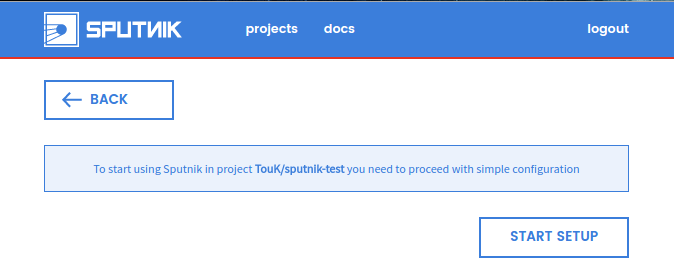 SPUTNIK projects docs logout
BACK
To start using Sputnik in project TouK/sputnik-test you need to proceed with simple configuration
START SETUP